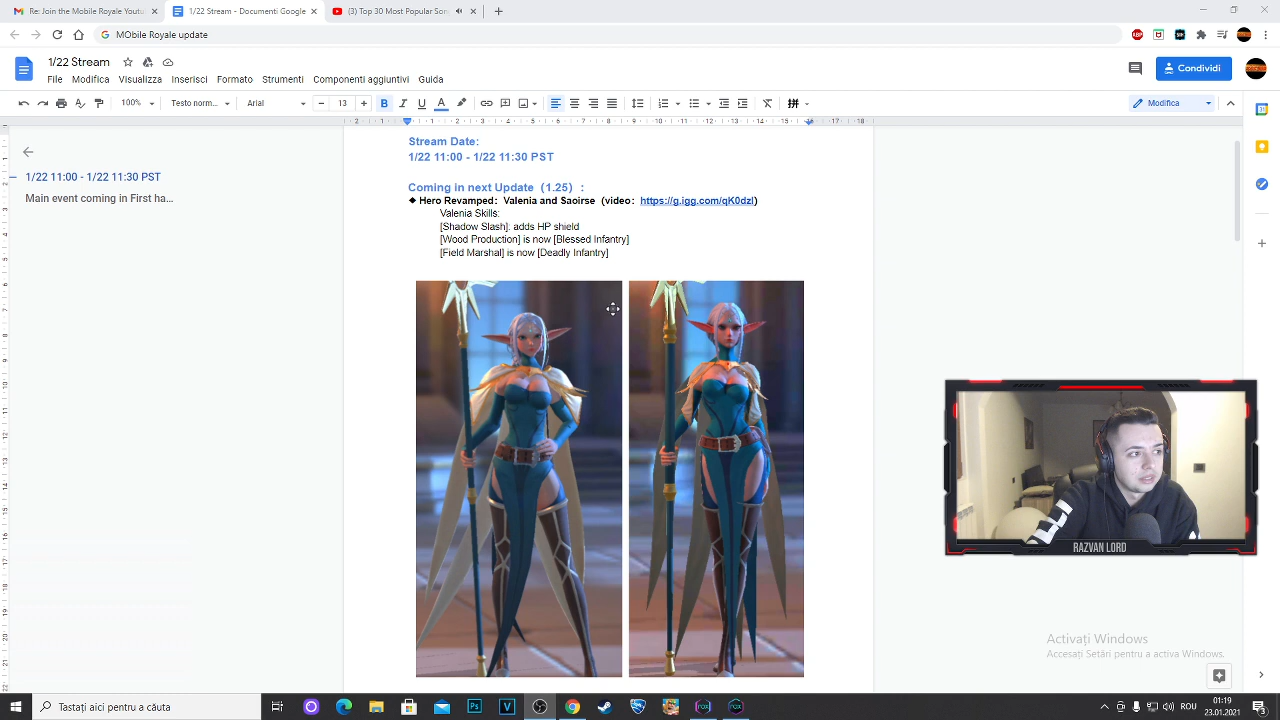 Re: Join the Mobile Royale Youtu
1/22 Stream - Documenti Google
(3) Top 30 Most Popular Son
MObile Royale update
ABP
1/22 Stream
File Modifica Visualizza Inserisci Formato Strumenti Componenti aggiuntivi Guida
Condividi
100% Testo norm... Arial 13 B I U A
Modifica
1/22 11:00 - 1/22 11:30 PST
Main event coming in First ha...
Stream Date:
1/22 11:00 - 1/22 11:30 PST
Coming in next Update（1.25）:
◆ Hero Revamped: Valenia and Saoirse (video: https://g.igg.com/qK0dzl)
Valenia Skills:
[Shadow Slash]: adds HP shield
[Wood Production] is now [Blessed Infantry]
[Field Marshal] is now [Deadly Infantry]
RAZVAN LORD
Activați Windows
Accesați Setări pentru a activa Windows.
Tastați aici pentru a căuta
Ps
V
ROU
01:19
23.01.2021